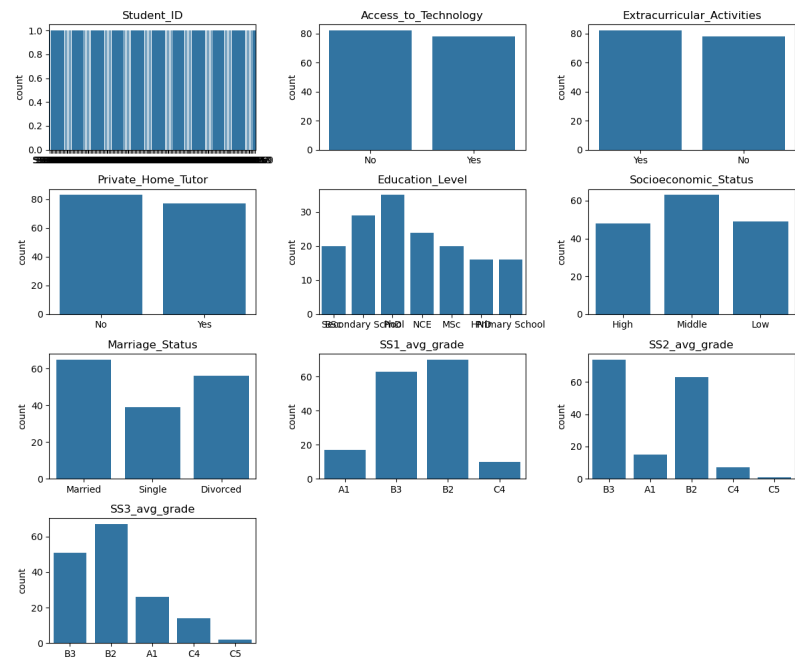 Student_ID
Access_to_Technology
Extracurricular_Activities
count
1.0
0.8
0.6
0.4
0.2
0.0
count
80
60
40
20
0
No Yes
count
80
60
40
20
0
Yes No
Private_Home_Tutor
Education_Level
Socioeconomic_Status
count
80
60
40
20
0
No Yes
count
30
20
10
0
BSc Secondary School PhD NCE MSc HND Primary School
count
60
40
20
0
High Middle Low
Marriage_Status
SS1_avg_grade
SS2_avg_grade
count
60
40
20
0
Married Single Divorced
count
60
40
20
0
A1 B3 B2 C4
count
60
40
20
0
B3 A1 B2 C4 C5
SS3_avg_grade
count
60
40
20
0
B3 B2 A1 C4 C5